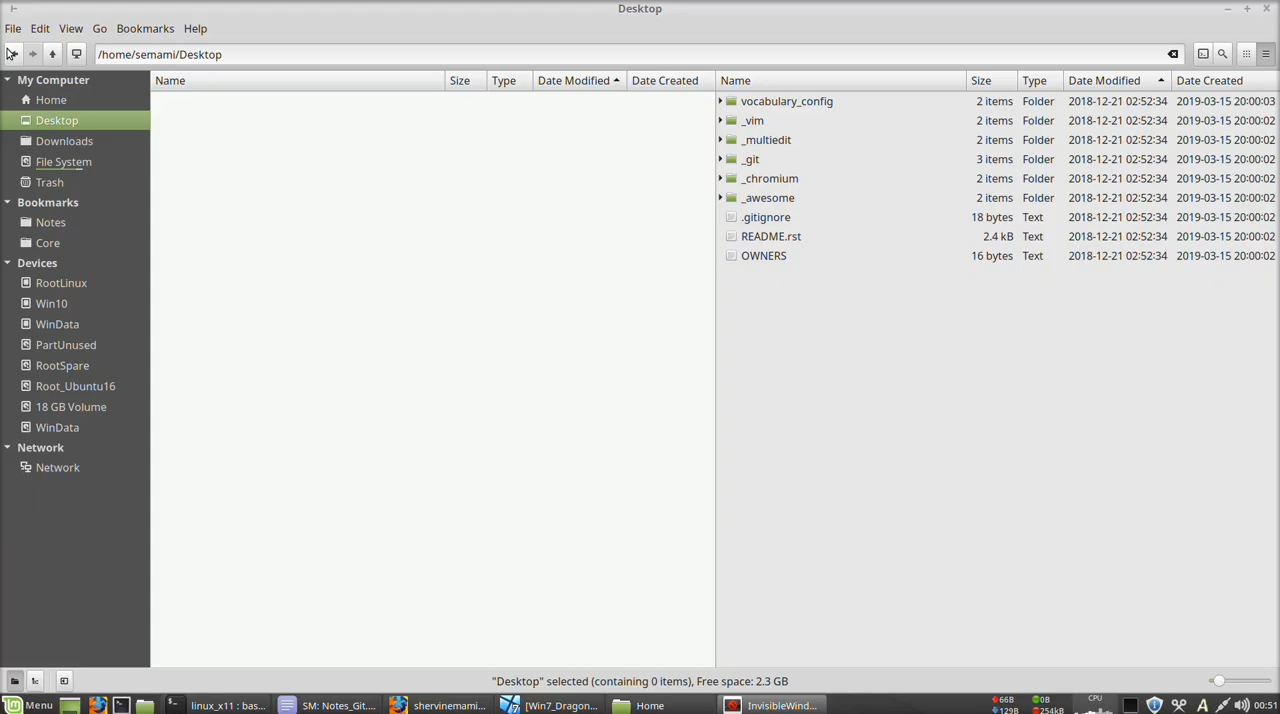 Desktop
File Edit View Go Bookmarks Help
/home/semami/Desktop
My Computer
Home
Desktop
Downloads
File System
Trash
Bookmarks
Notes
Core
Devices
RootLinux
Win10
WinData
PartUnused
RootSpare
Root_Ubuntu16
18 GB Volume
WinData
Network
Network
Name Size Type Date Modified Date Created
Name Size Type Date Modified Date Created
vocabulary_config 2 items Folder 2018-12-21 02:52:34 2019-03-15 20:00:03
_vim 2 items Folder 2018-12-21 02:52:34 2019-03-15 20:00:02
_multiedit 2 items Folder 2018-12-21 02:52:34 2019-03-15 20:00:02
_git 3 items Folder 2018-12-21 02:52:34 2019-03-15 20:00:02
_chromium 2 items Folder 2018-12-21 02:52:34 2019-03-15 20:00:02
_awesome 2 items Folder 2018-12-21 02:52:34 2019-03-15 20:00:02
.gitignore 18 bytes Text 2018-12-21 02:52:34 2019-03-15 20:00:02
README.rst 2.4 kB Text 2018-12-21 02:52:34 2019-03-15 20:00:02
OWNERS 16 bytes Text 2018-12-21 02:52:34 2019-03-15 20:00:02
"Desktop" selected (containing 0 items), Free space: 2.3 GB
Menu linux_x11 : bas... SM: Notes_Git.... shervinemami... [Win7_Dragon... Home InvisibleWind... 66B 0B CPU A 00:51
129B 254kB